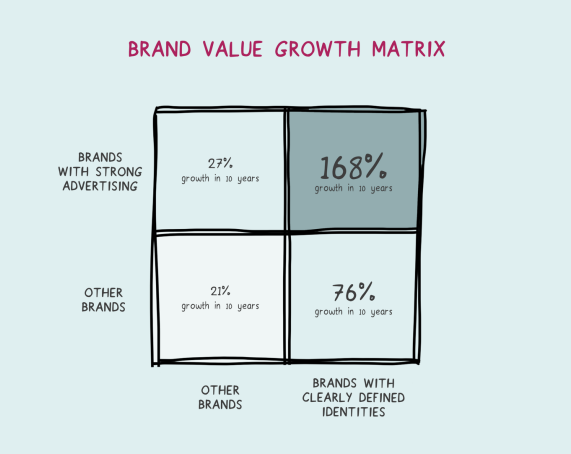 BRAND VALUE GROWTH MATRIX
BRANDS
WITH STRONG
ADVERTISING
27%
growth in 10 years
168%
growth in 10 years
OTHER
BRANDS
21%
growth in 10 years
76%
growth in 10 years
OTHER
BRANDS
BRANDS WITH
CLEARLY DEFINED
IDENTITIES